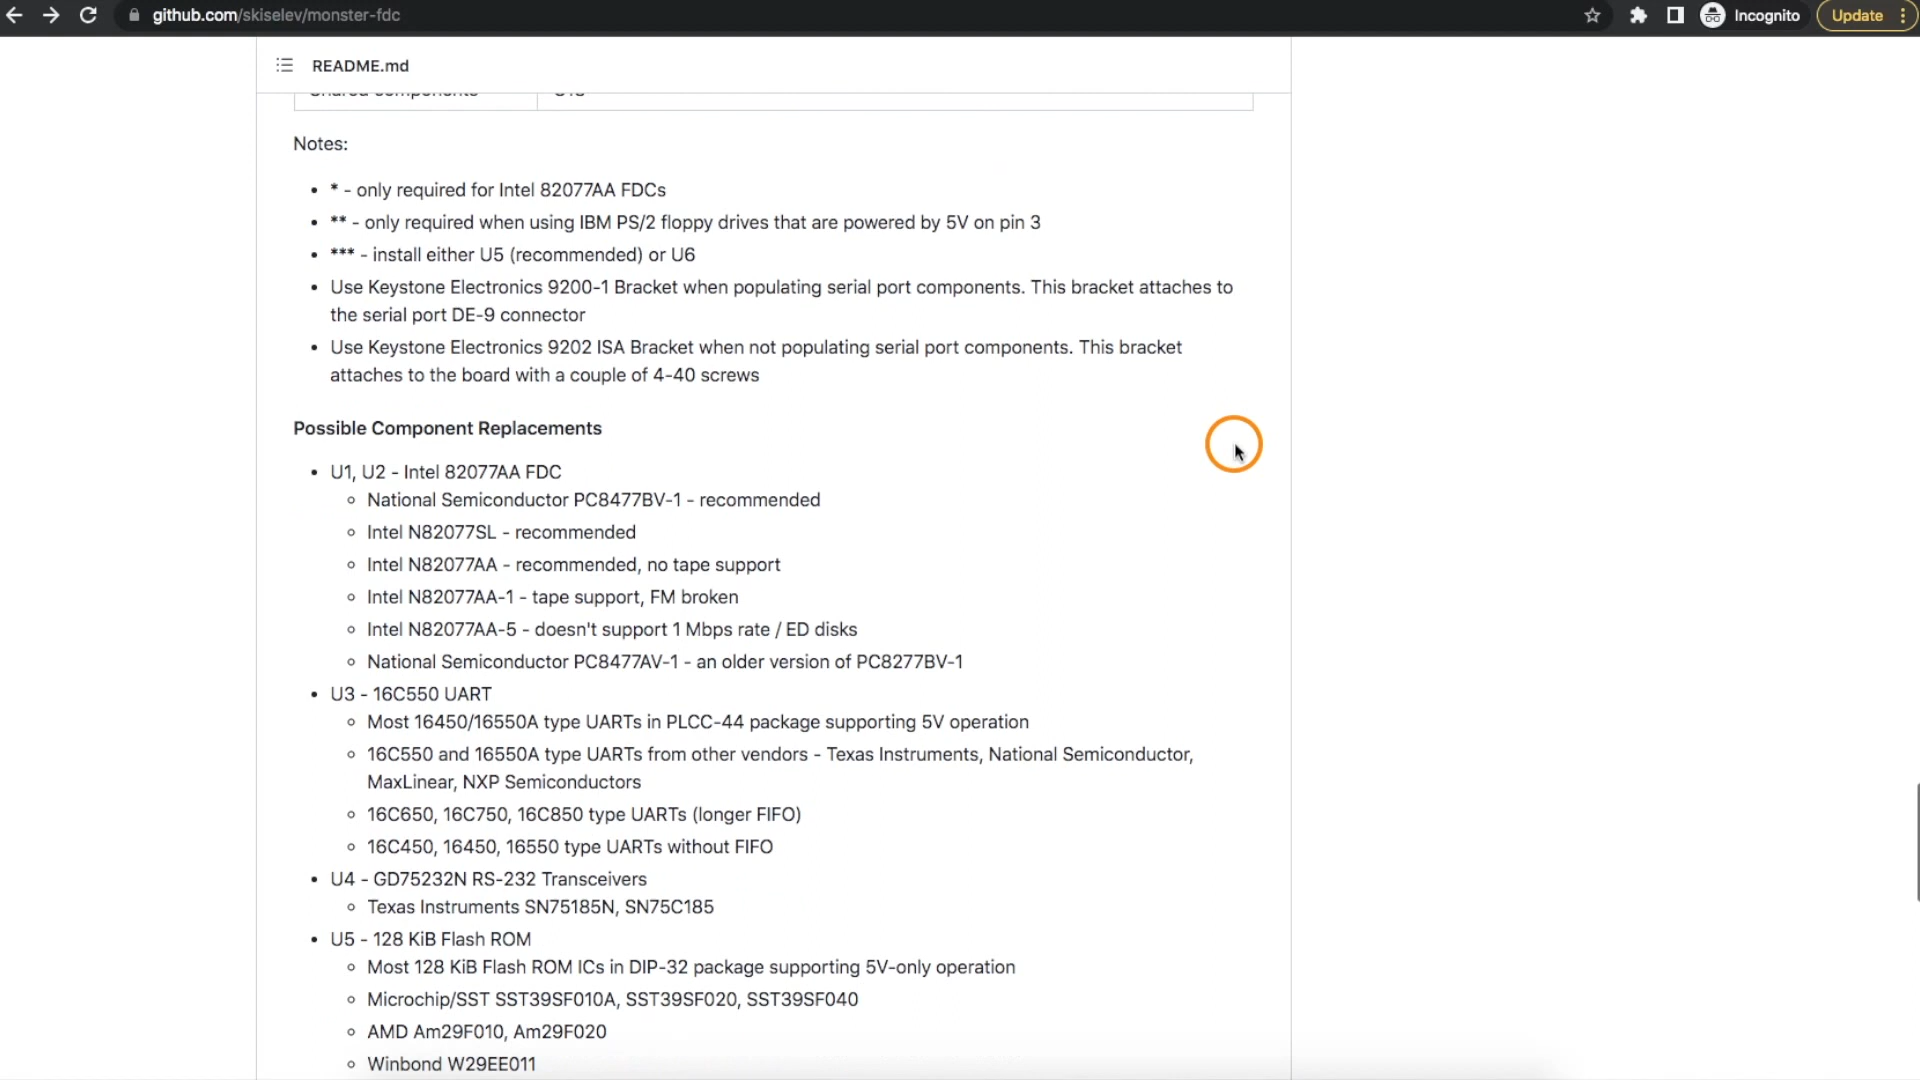 github.com/skiselev/monster-fdc
Incognito
Update
README.md
Shared components
Notes:
* - only required for Intel 82077AA FDCs
** - only required when using IBM PS/2 floppy drives that are powered by 5V on pin 3
*** - install either U5 (recommended) or U6
Use Keystone Electronics 9200-1 Bracket when populating serial port components. This bracket attaches to
the serial port DE-9 connector
Use Keystone Electronics 9202 ISA Bracket when not populating serial port components. This bracket
attaches to the board with a couple of 4-40 screws
Possible Component Replacements
U1, U2 - Intel 82077AA FDC
National Semiconductor PC8477BV-1 - recommended
Intel N82077SL - recommended
Intel N82077AA - recommended, no tape support
Intel N82077AA-1 - tape support, FM broken
Intel N82077AA-5 - doesn't support 1 Mbps rate / ED disks
National Semiconductor PC8477AV-1 - an older version of PC8277BV-1
U3 - 16C550 UART
Most 16450/16550A type UARTs in PLCC-44 package supporting 5V operation
16C550 and 16550A type UARTs from other vendors - Texas Instruments, National Semiconductor,
MaxLinear, NXP Semiconductors
16C650, 16C750, 16C850 type UARTs (longer FIFO)
16C450, 16450, 16550 type UARTs without FIFO
U4 - GD75232N RS-232 Transceivers
Texas Instruments SN75185N, SN75C185
U5 - 128 KiB Flash ROM
Most 128 KiB Flash ROM ICs in DIP-32 package supporting 5V-only operation
Microchip/SST SST39SF010A, SST39SF020, SST39SF040
AMD Am29F010, Am29F020
Winbond W29EE011